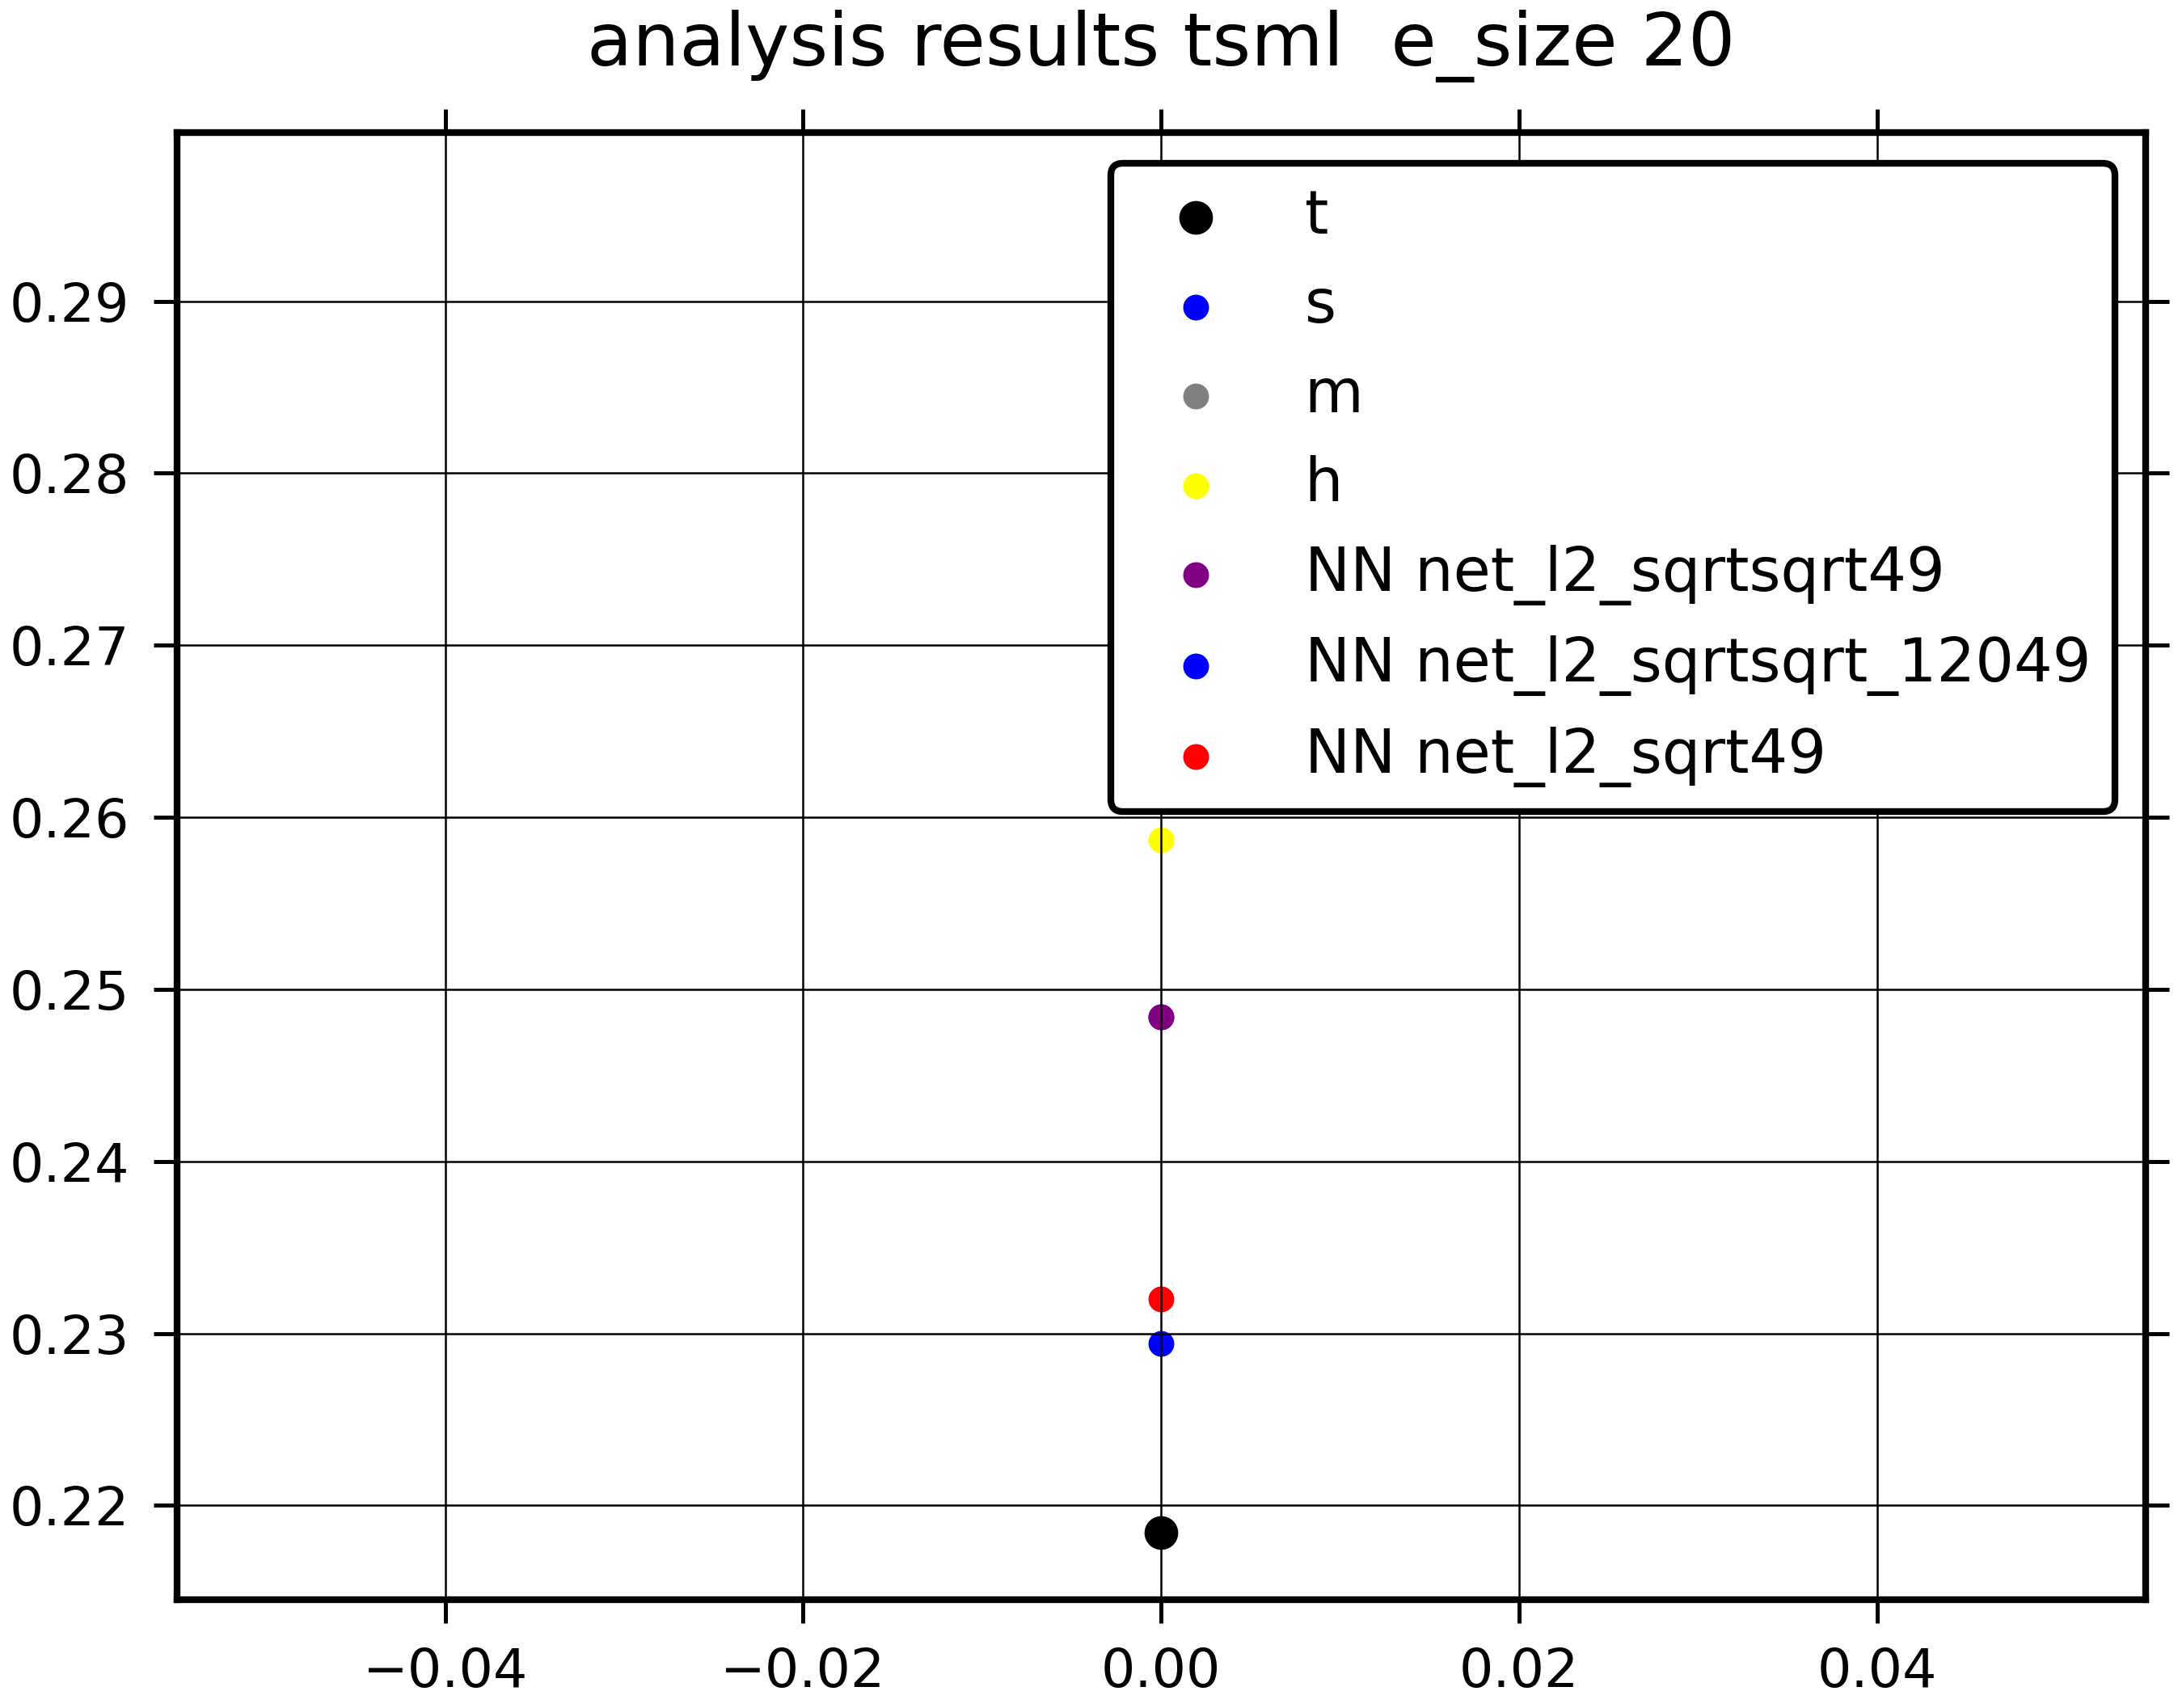 analysis results tsml  e_size 20
t
s
m
h
NN net_l2_sqrtsqrt49
NN net_l2_sqrtsqrt_12049
NN net_l2_sqrt49
0.29
0.28
0.27
0.26
0.25
0.24
0.23
0.22
−0.04 −0.02 0.00 0.02 0.04